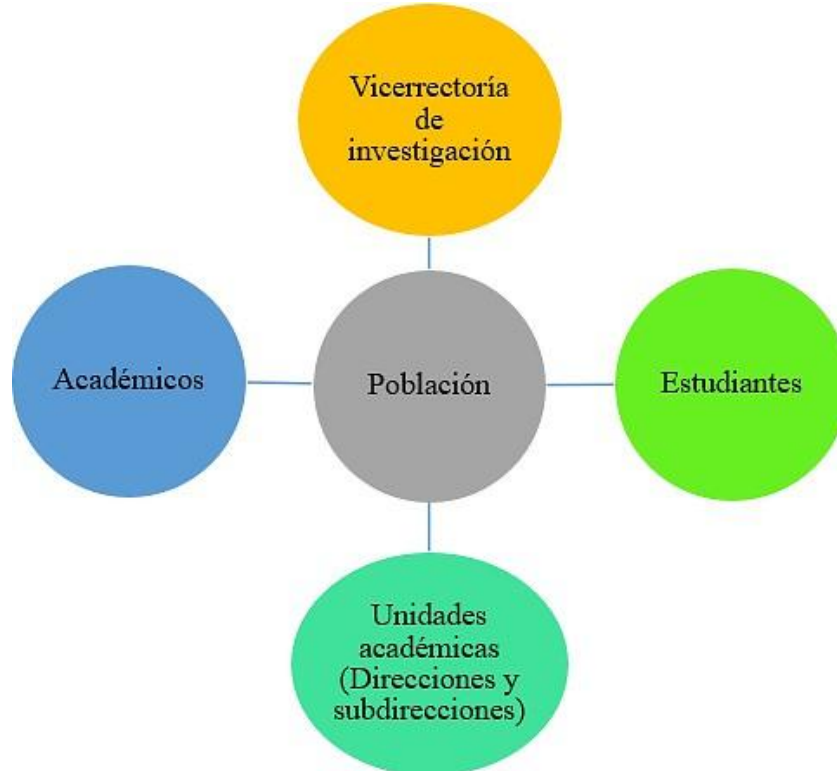 Vicerrectoría
de
investigación
Académicos
Población
Estudiantes
Unidades
académicas
(Direcciones y
subdirecciones)